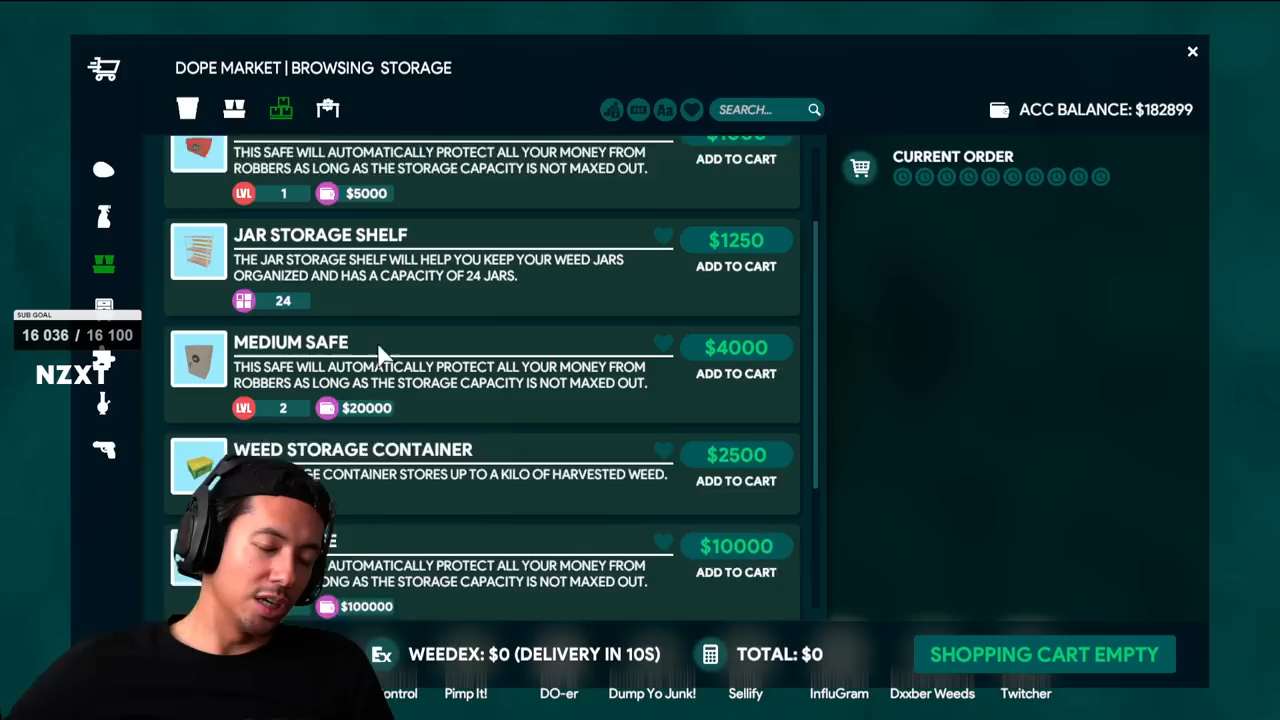 DOPE MARKET | BROWSING STORAGE
SEARCH...
ACC BALANCE: $182899
THIS SAFE WILL AUTOMATICALLY PROTECT ALL YOUR MONEY FROM
ROBBERS AS LONG AS THE STORAGE CAPACITY IS NOT MAXED OUT.
ADD TO CART
LVL 1 $5000
CURRENT ORDER
JAR STORAGE SHELF
$1250
THE JAR STORAGE SHELF WILL HELP YOU KEEP YOUR WEED JARS
ORGANIZED AND HAS A CAPACITY OF 24 JARS.
ADD TO CART
24
SUB GOAL
16 036 / 16 100
NZXT
MEDIUM SAFE
$4000
THIS SAFE WILL AUTOMATICALLY PROTECT ALL YOUR MONEY FROM
ROBBERS AS LONG AS THE STORAGE CAPACITY IS NOT MAXED OUT.
ADD TO CART
LVL 2 $20000
WEED STORAGE CONTAINER
$2500
CONTAINER STORES UP TO A KILO OF HARVESTED WEED.
ADD TO CART
$10000
AUTOMATICALLY PROTECT ALL YOUR MONEY FROM
LONG AS THE STORAGE CAPACITY IS NOT MAXED OUT.
ADD TO CART
$100000
Ex WEEDEX: $0 (DELIVERY IN 10S)
TOTAL: $0
SHOPPING CART EMPTY
Pimp It!
DO-er
Dump Yo Junk!
Sellify
InfluGram
Dxxber Weeds
Twitcher